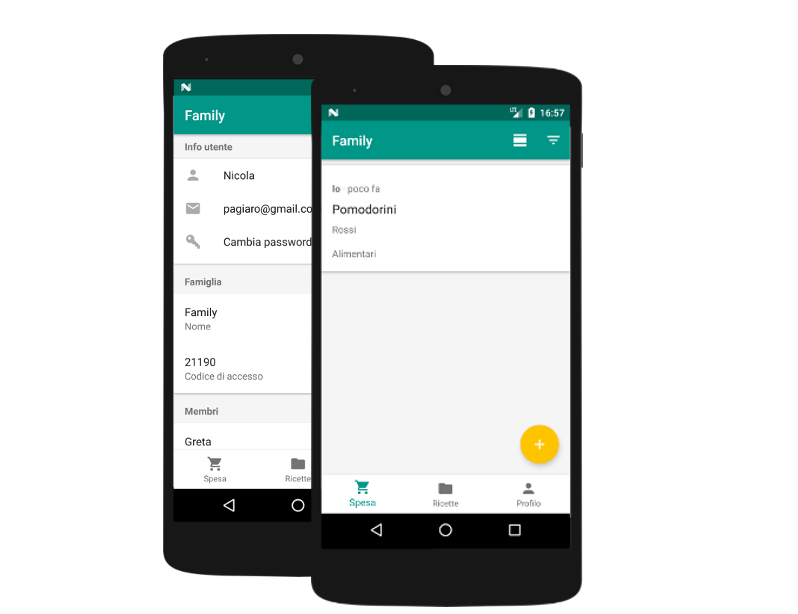 Family
Info utente
Nicola
pagiaro@gmail.co
Cambia password
Famiglia
Family
Nome
21190
Codice di accesso
Membri
Greta
Spesa
Ricette
LTE 16:57
Family
Io · poco fa
Pomodorini
Rossi
Alimentari
Spesa
Ricette
Profilo